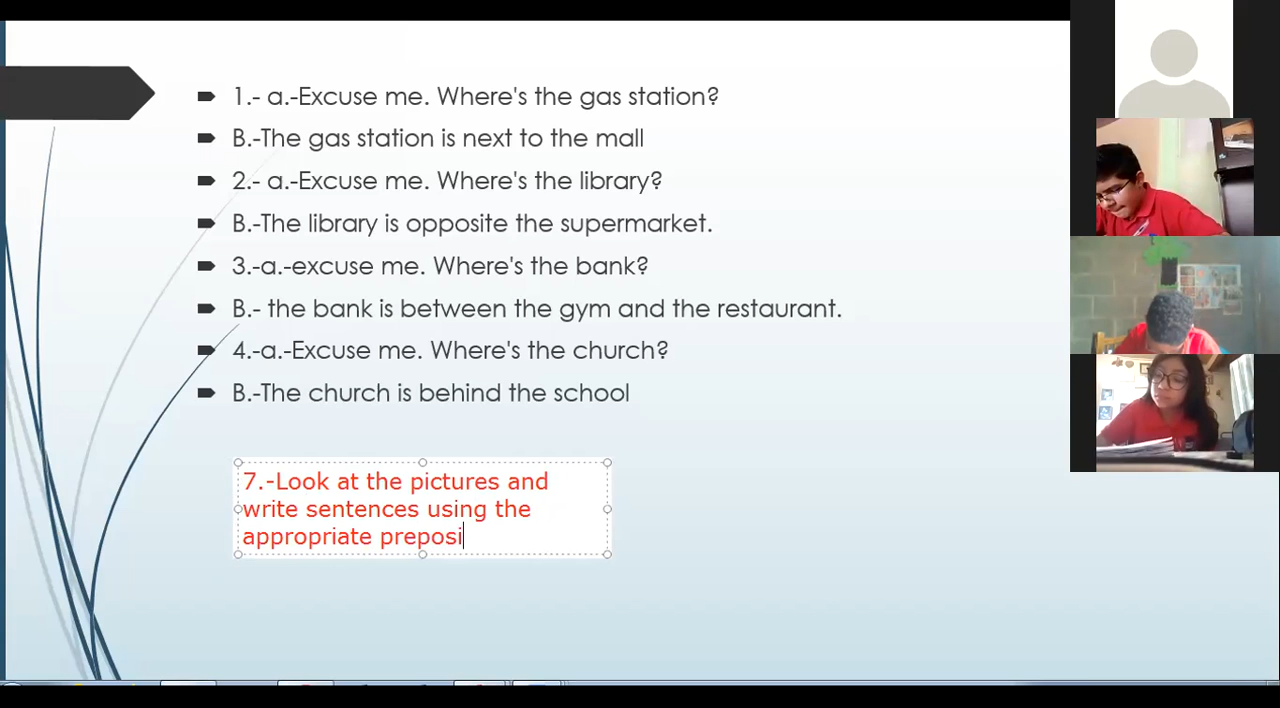 1.- a.-Excuse me. Where's the gas station?
B.-The gas station is next to the mall
2.- a.-Excuse me. Where's the library?
B.-The library is opposite the supermarket.
3.-a.-excuse me. Where's the bank?
B.- the bank is between the gym and the restaurant.
4.-a.-Excuse me. Where's the church?
B.-The church is behind the school
7.-Look at the pictures and
write sentences using the
appropriate preposi